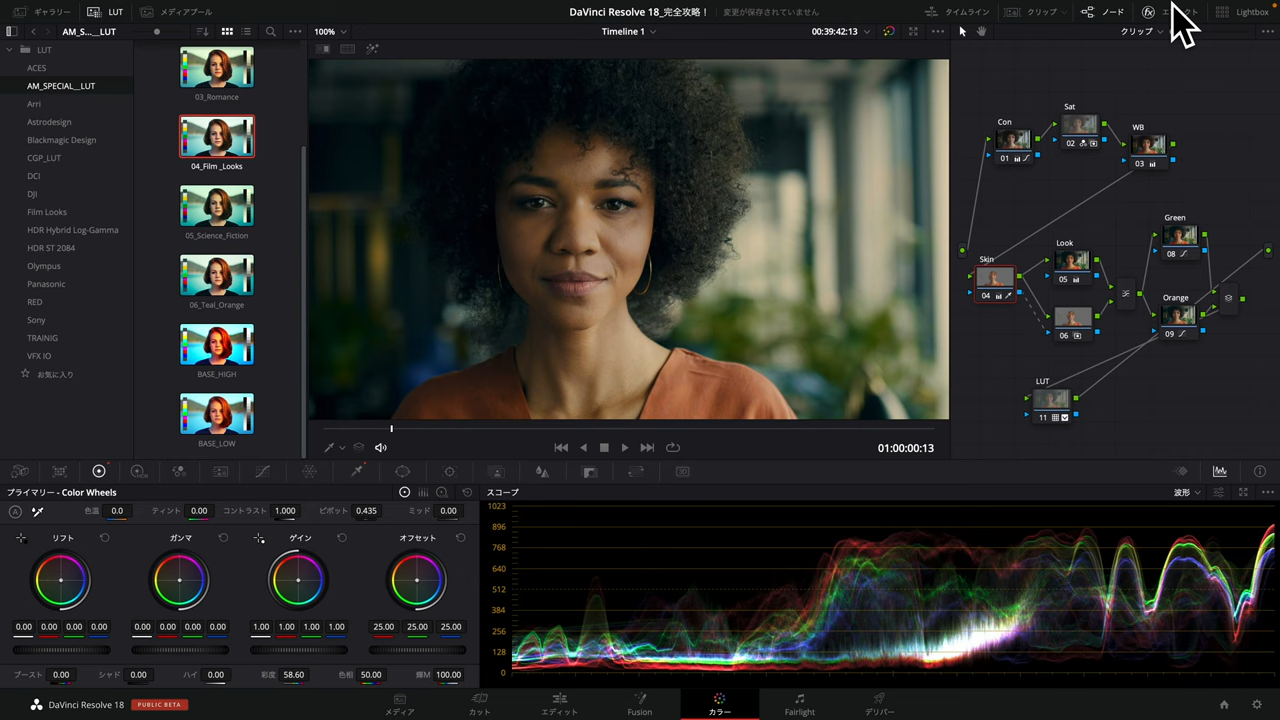 ギャラリー LUT メディアプール DaVinci Resolve 18_完全攻略！ 変更が保存されていません タイムライン クリップ ノード Lightbox
AM_S...__LUT 100% Timeline 1 00:39:42:13 クリップ
LUT
ACES
AM_SPECIAL__LUT
Arri
Astrodesign
Blackmagic Design
CGP_LUT
DCI
DJI
Film Looks
HDR Hybrid Log-Gamma
HDR ST 2084
Olympus
Panasonic
RED
Sony
TRAINIG
VFX IO
お気に入り
03_Romance
04_Film _Looks
05_Science_Fiction
06_Teal_Orange
BASE_HIGH
BASE_LOW
Con
01
Sat
02
WB
03
Skin
04
Look
05
06
Green
08
Orange
09
LUT
11
01:00:00:13
プライマリー - Color Wheels
色温 0.0 ティント 0.00 コントラスト 1.000 ピボット 0.435 ミッド 0.00
リフト ガンマ ゲイン オフセット
0.00 0.00 0.00 0.00 0.00 0.00 0.00 0.00 1.00 1.00 1.00 1.00 25.00 25.00 25.00
ブースト 0.00 シャド 0.00 ハイ 0.00 彩度 58.60 色相 50.00 輝M 100.00
スコープ 波形
1023
896
768
640
512
384
256
128
0
DaVinci Resolve 18 PUBLIC BETA メディア カット エディット Fusion カラー Fairlight デリバー